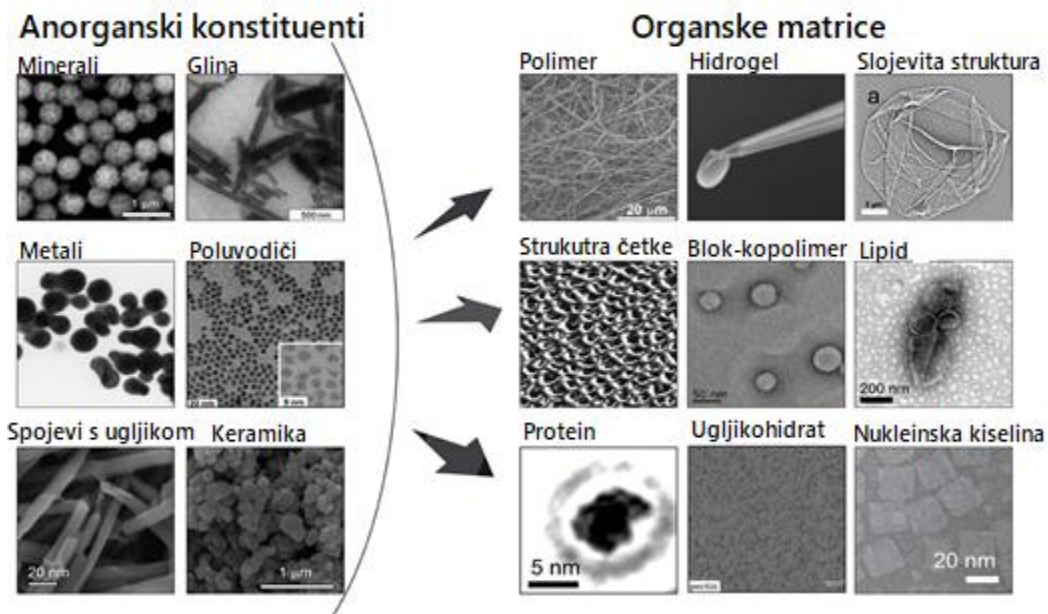 Anorganski konstituenti
Organske matrice
Minerali
Glina
Polimer
Hidrogel
Slojevita struktura
1 µm
500 nm
20 µm
a
Metali
Poluvodiči
Strukutra četke
Blok-kopolimer
Lipid
50 nm
200 nm
Spojevi s ugljikom
Keramika
Protein
Ugljikohidrat
Nukleinska kiselina
20 nm
1 µm
5 nm
20 nm